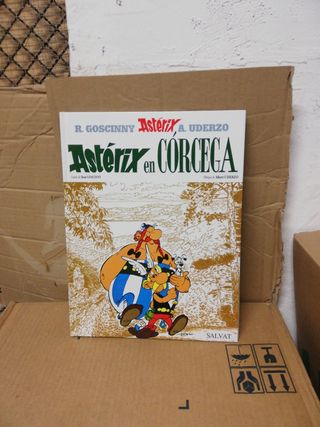 R. GOSCINNY Astérix A. UDERZO
Astérix en CÓRCEGA
SALVAT